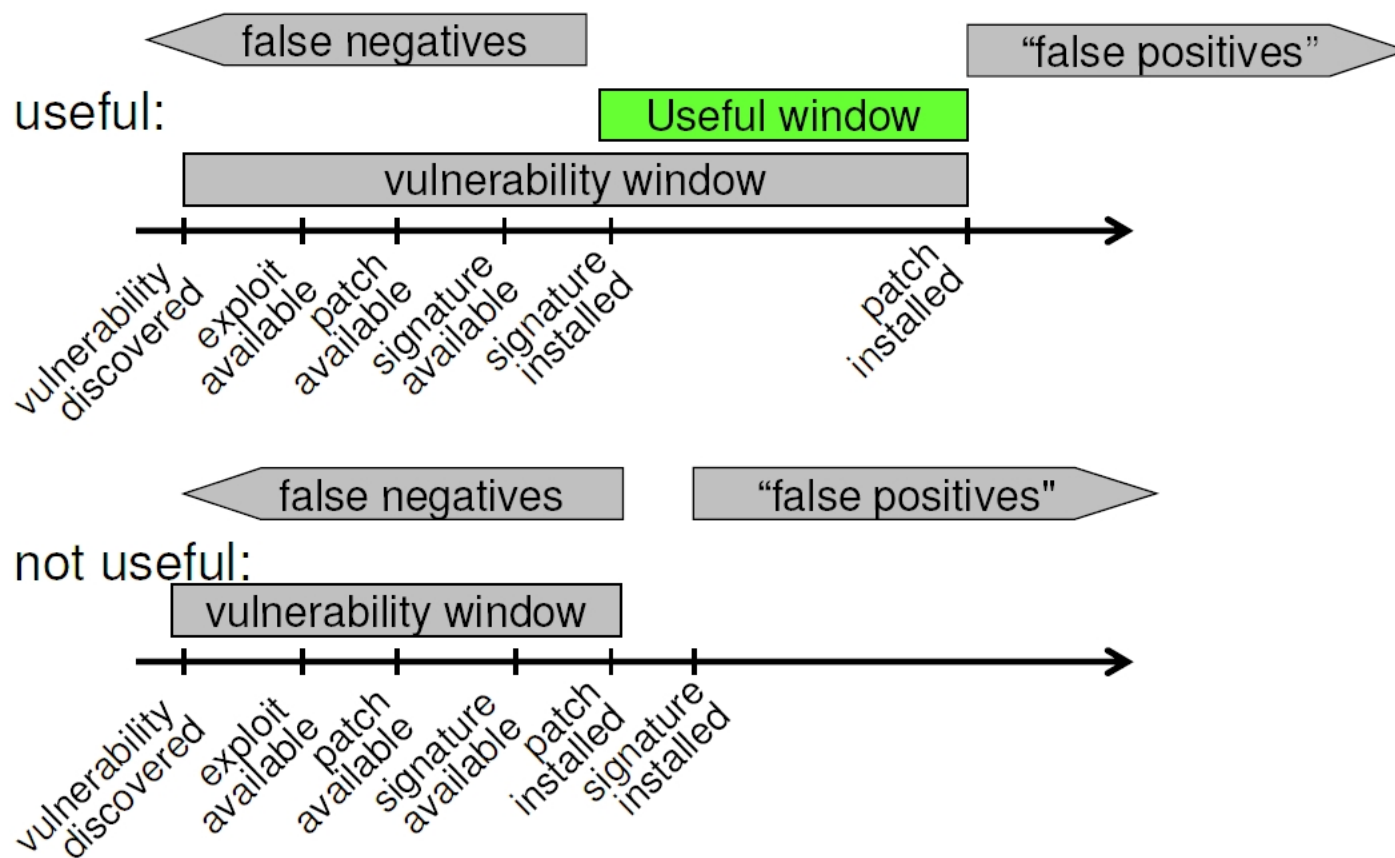 false negatives
“false positives”
useful:
Useful window
vulnerability window
vulnerability
discovered
exploit
available
patch
available
signature
available
signature
installed
patch
installed
false negatives
“false positives"
not useful:
vulnerability window
vulnerability
discovered
exploit
available
patch
available
signature
available
patch
installed
signature
installed